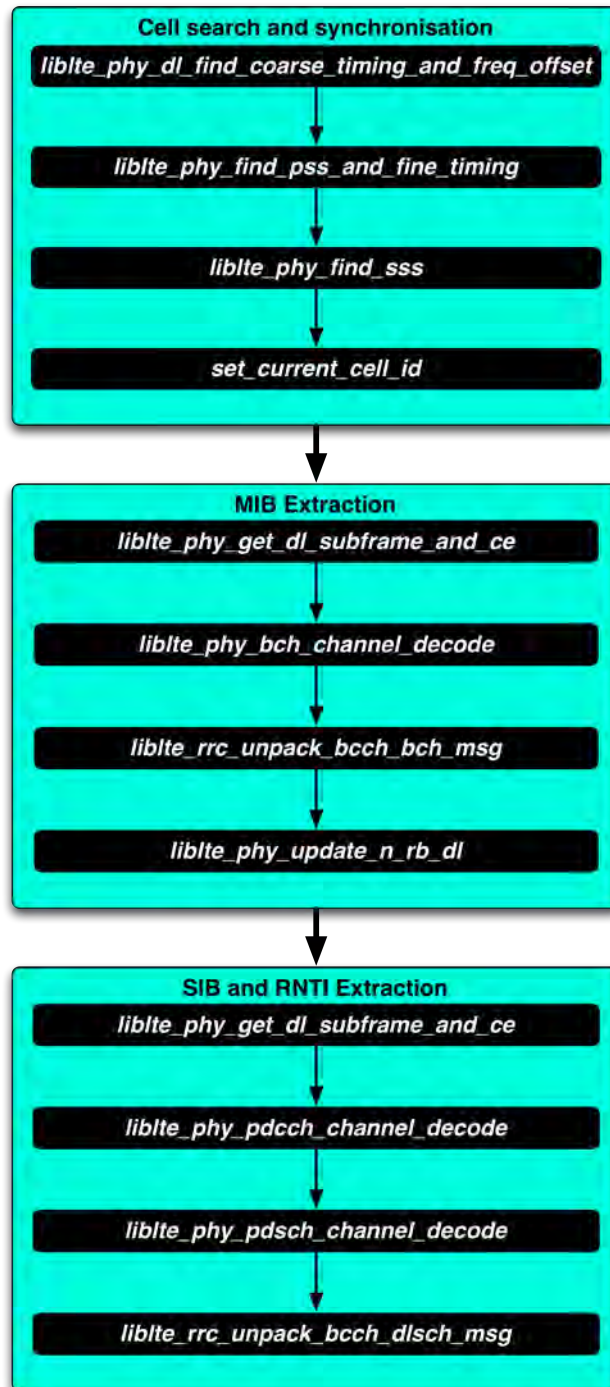 Cell search and synchronisation
liblte_phy_dl_find_coarse_timing_and_freq_offset
liblte_phy_find_pss_and_fine_timing
liblte_phy_find_sss
set_current_cell_id
MIB Extraction
liblte_phy_get_dl_subframe_and_ce
liblte_phy_bch_channel_decode
liblte_rrc_unpack_bcch_bch_msg
liblte_phy_update_n_rb_dl
SIB and RNTI Extraction
liblte_phy_get_dl_subframe_and_ce
liblte_phy_pdcch_channel_decode
liblte_phy_pdsch_channel_decode
liblte_rrc_unpack_bcch_dlsch_msg